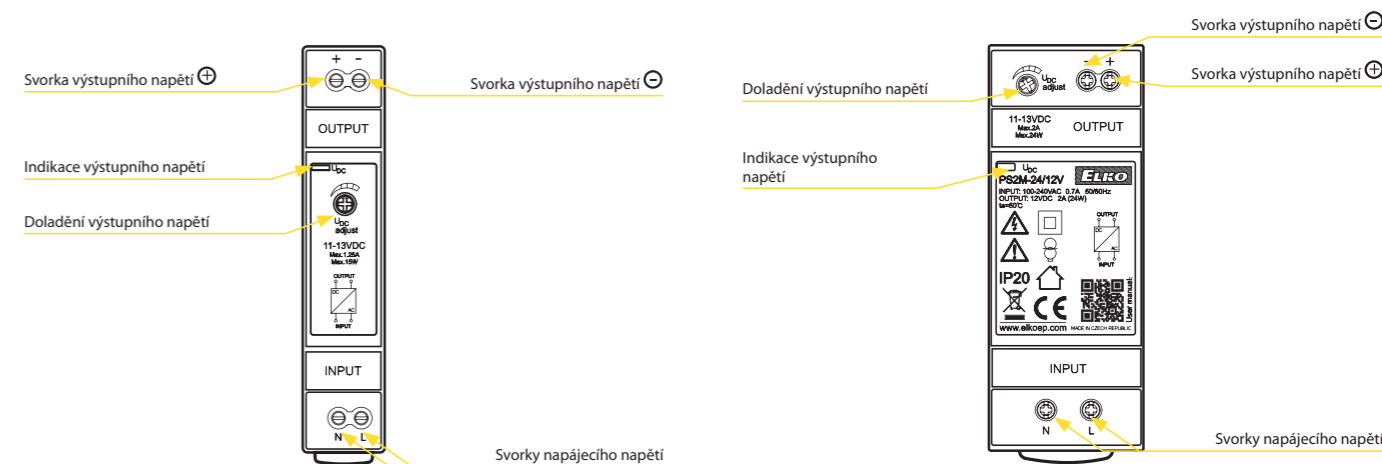 Svorka výstupního napětí ⊕
Svorka výstupního napětí ⊖
Indikace výstupního napětí
Doladění výstupního napětí
+ -
OUTPUT
UDC
UDC
adjust
11-13VDC
Max.1.25A
Max.15W
OUTPUT
DC
AC
INPUT
INPUT
N L
Svorky napájecího napětí
Svorka výstupního napětí ⊖
Svorka výstupního napětí ⊕
Doladění výstupního napětí
Indikace výstupního
napětí
UDC
adjust
- +
11-13VDC
Max.2A
Max.24W
OUTPUT
UDC
PS2M-24/12V
ELKO
INPUT: 100-240VAC 0.7A 50/60Hz
OUTPUT: 12VDC 2A (24W)
ta=50°C
OUTPUT
DC
AC
INPUT
IP20
CE
User manual:
www.elkoep.com MADE IN CZECH REPUBLIC
INPUT
N L
Svorky napájecího napětí